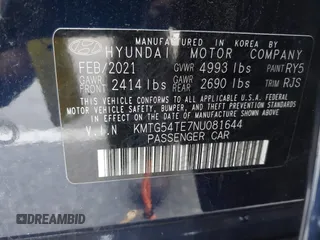 MANUFACTURED IN KOREA
HYUNDAI MOTOR COMPANY
FEB/2021 GVWR 4993 lbs PAINT RY5
GAWR FRONT 2414 lbs GAWR REAR 2690 lbs TRIM RJS
THIS VEHICLE CONFORMS TO ALL APPLICABLE FEDERAL
MOTOR VEHICLE SAFETY, BUMPER, AND THEFT PREVENTION
STANDARDS IN EFFECT ON THE DATE OF MANUFACTURE
SHOWN ABOVE.
V.I.N KMTG54TE7NU081644
PASSENGER CAR
©DIAMOBID
DIAMOBID